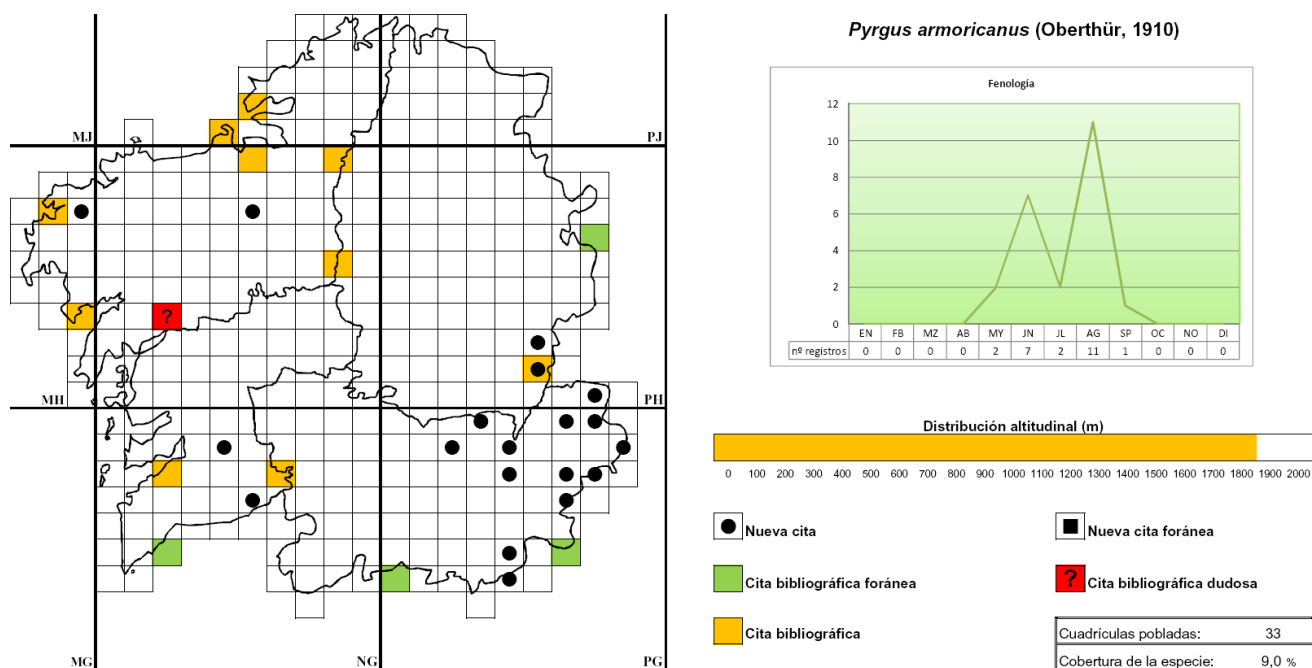 MJ
PJ
?
MH
PH
MG
NG
PG
Pyrgus armoricanus (Oberthür, 1910)
Fenología
12
10
8
6
4
2
0
EN FB MZ AB MY JN JL AG SP OC NO DI
nº registros 0 0 0 0 2 7 2 11 1 0 0 0
Distribución altitudinal (m)
0 100 200 300 400 500 600 700 800 900 1000 1100 1200 1300 1400 1500 1600 1700 1800 1900 2000
Nueva cita
Nueva cita foránea
Cita bibliográfica foránea
? Cita bibliográfica dudosa
Cita bibliográfica
Cuadrículas pobladas: 33
Cobertura de la especie: 9,0 %